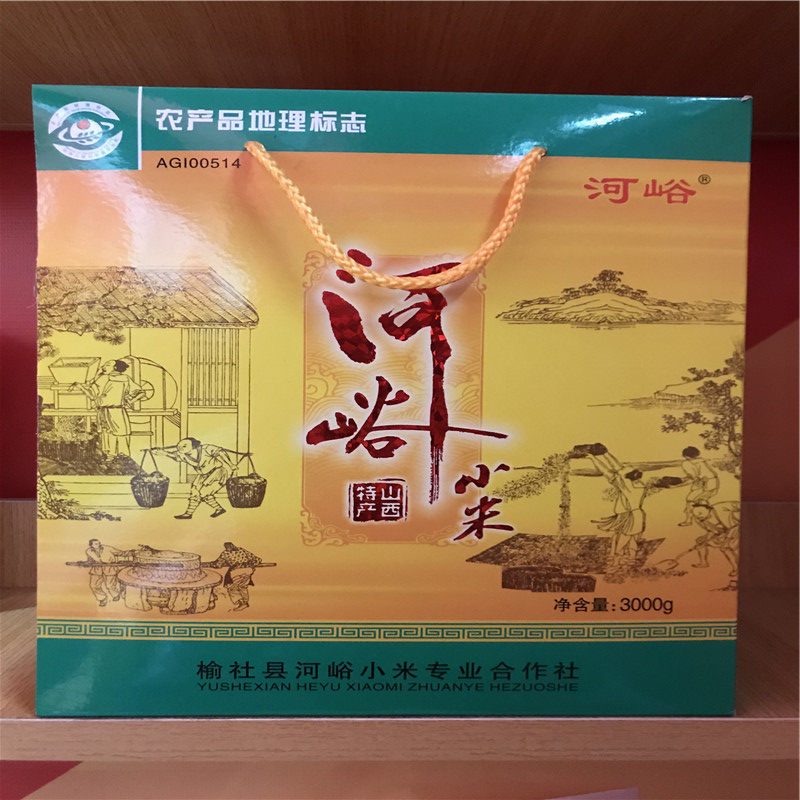 农产品地理标志
AGI00514
河峪®
河峪
小米
山西
特产
净含量:3000g
榆社县河峪小米专业合作社
YUSHEXIAN HEYU XIAOMI ZHUANYE HEZUOSHE